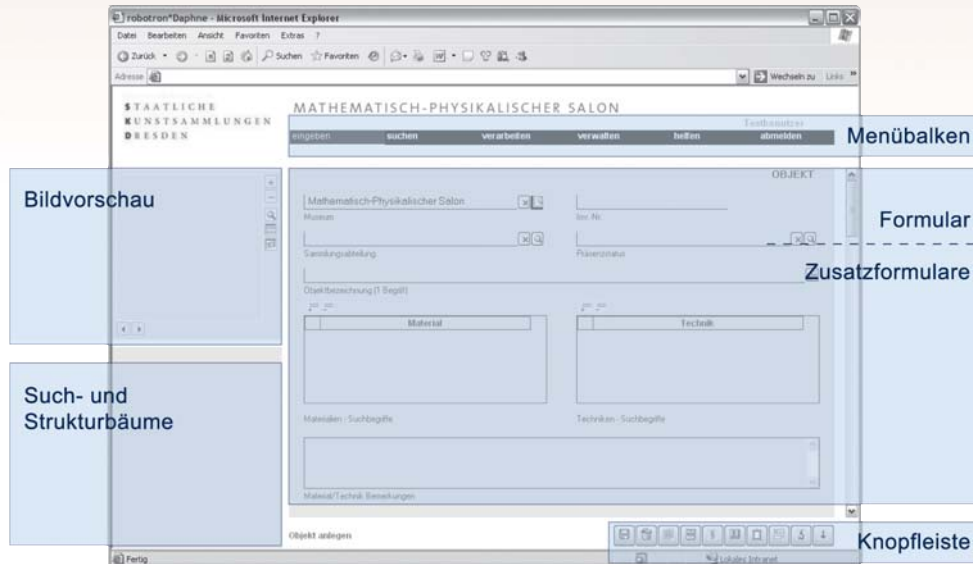 robotron*Daphne - Microsoft Internet Explorer
Datei Bearbeiten Ansicht Favoriten Extras ?
Zurück Suchen Favoriten
Adresse Wechseln zu Links »
STAATLICHE
KUNSTSAMMLUNGEN
DRESDEN
MATHEMATISCH-PHYSIKALISCHER SALON
Testbenutzer
eingeben suchen verarbeiten verwalten helfen abmelden
Menübalken
Bildvorschau
OBJEKT
Mathematisch-Physikalischer Salon
Museum Inv. Nr.
Formular
Sammlungsabteilung Präsenzstatus
Zusatzformulare
Objektbezeichnung (1 Begriff)
Material Technik
Such- und
Strukturbäume
Materialien - Suchbegriffe Techniken - Suchbegriffe
Material/Technik Bemerkungen
Objekt anlegen
Knopfleiste
Fertig Lokales Intranet